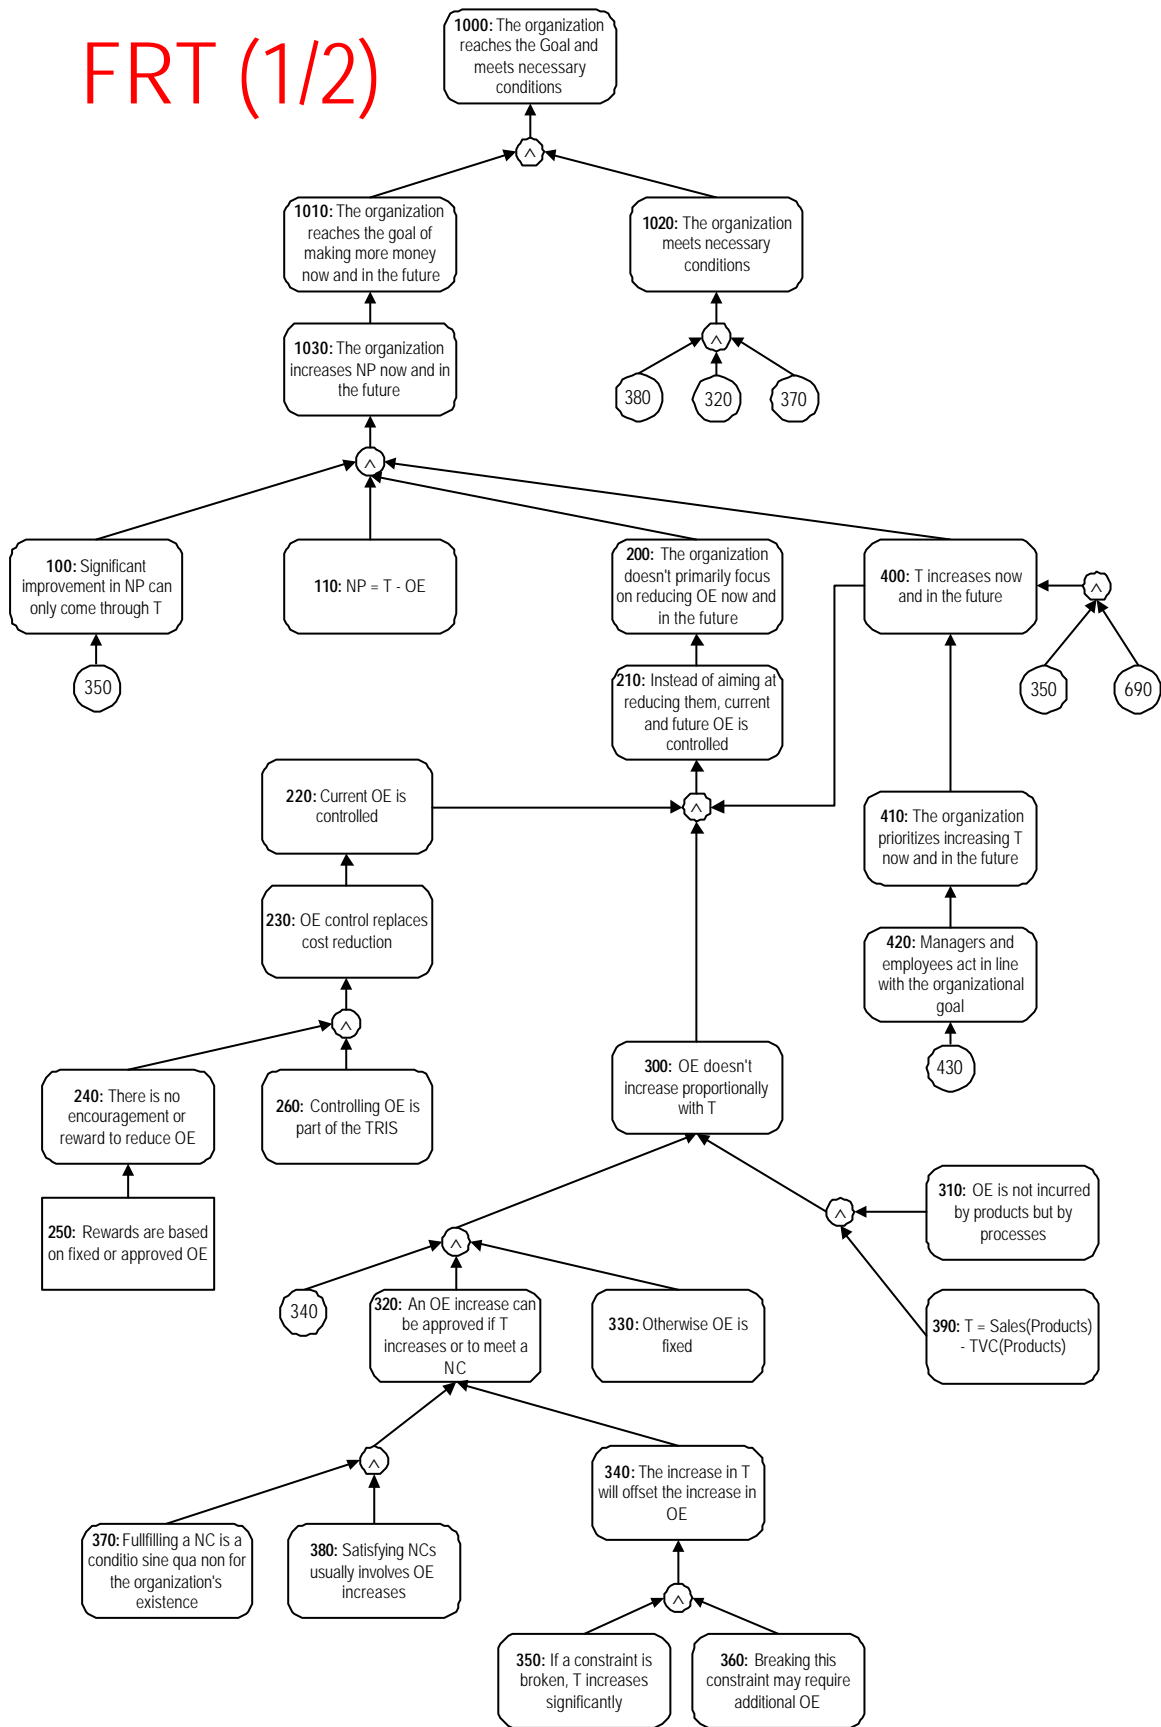 FRT (1/2)
1000: The organization
reaches the Goal and
meets necessary
conditions
^
1010: The organization
reaches the goal of
making more money
now and in the future
1020: The organization
meets necessary
conditions
1030: The organization
increases NP now and in
the future
^
380
320
370
^
100: Significant
improvement in NP can
only come through T
110: NP = T - OE
200: The organization
doesn't primarily focus
on reducing OE now and
in the future
400: T increases now
and in the future
^
350
210: Instead of aiming at
reducing them, current
and future OE is
controlled
350
690
220: Current OE is
controlled
^
410: The organization
prioritizes increasing T
now and in the future
230: OE control replaces
cost reduction
420: Managers and
employees act in line
with the organizational
goal
^
430
240: There is no
encouragement or
reward to reduce OE
260: Controlling OE is
part of the TRIS
300: OE doesn't
increase proportionally
with T
250: Rewards are based
on fixed or approved OE
310: OE is not incurred
by products but by
processes
^
^
340
320: An OE increase can
be approved if T
increases or to meet a
NC
330: Otherwise OE is
fixed
390: T = Sales(Products)
- TVC(Products)
^
340: The increase in T
will offset the increase in
OE
370: Fullfilling a NC is a
conditio sine qua non for
the organization's
existence
380: Satisfying NCs
usually involves OE
increases
^
350: If a constraint is
broken, T increases
significantly
360: Breaking this
constraint may require
additional OE